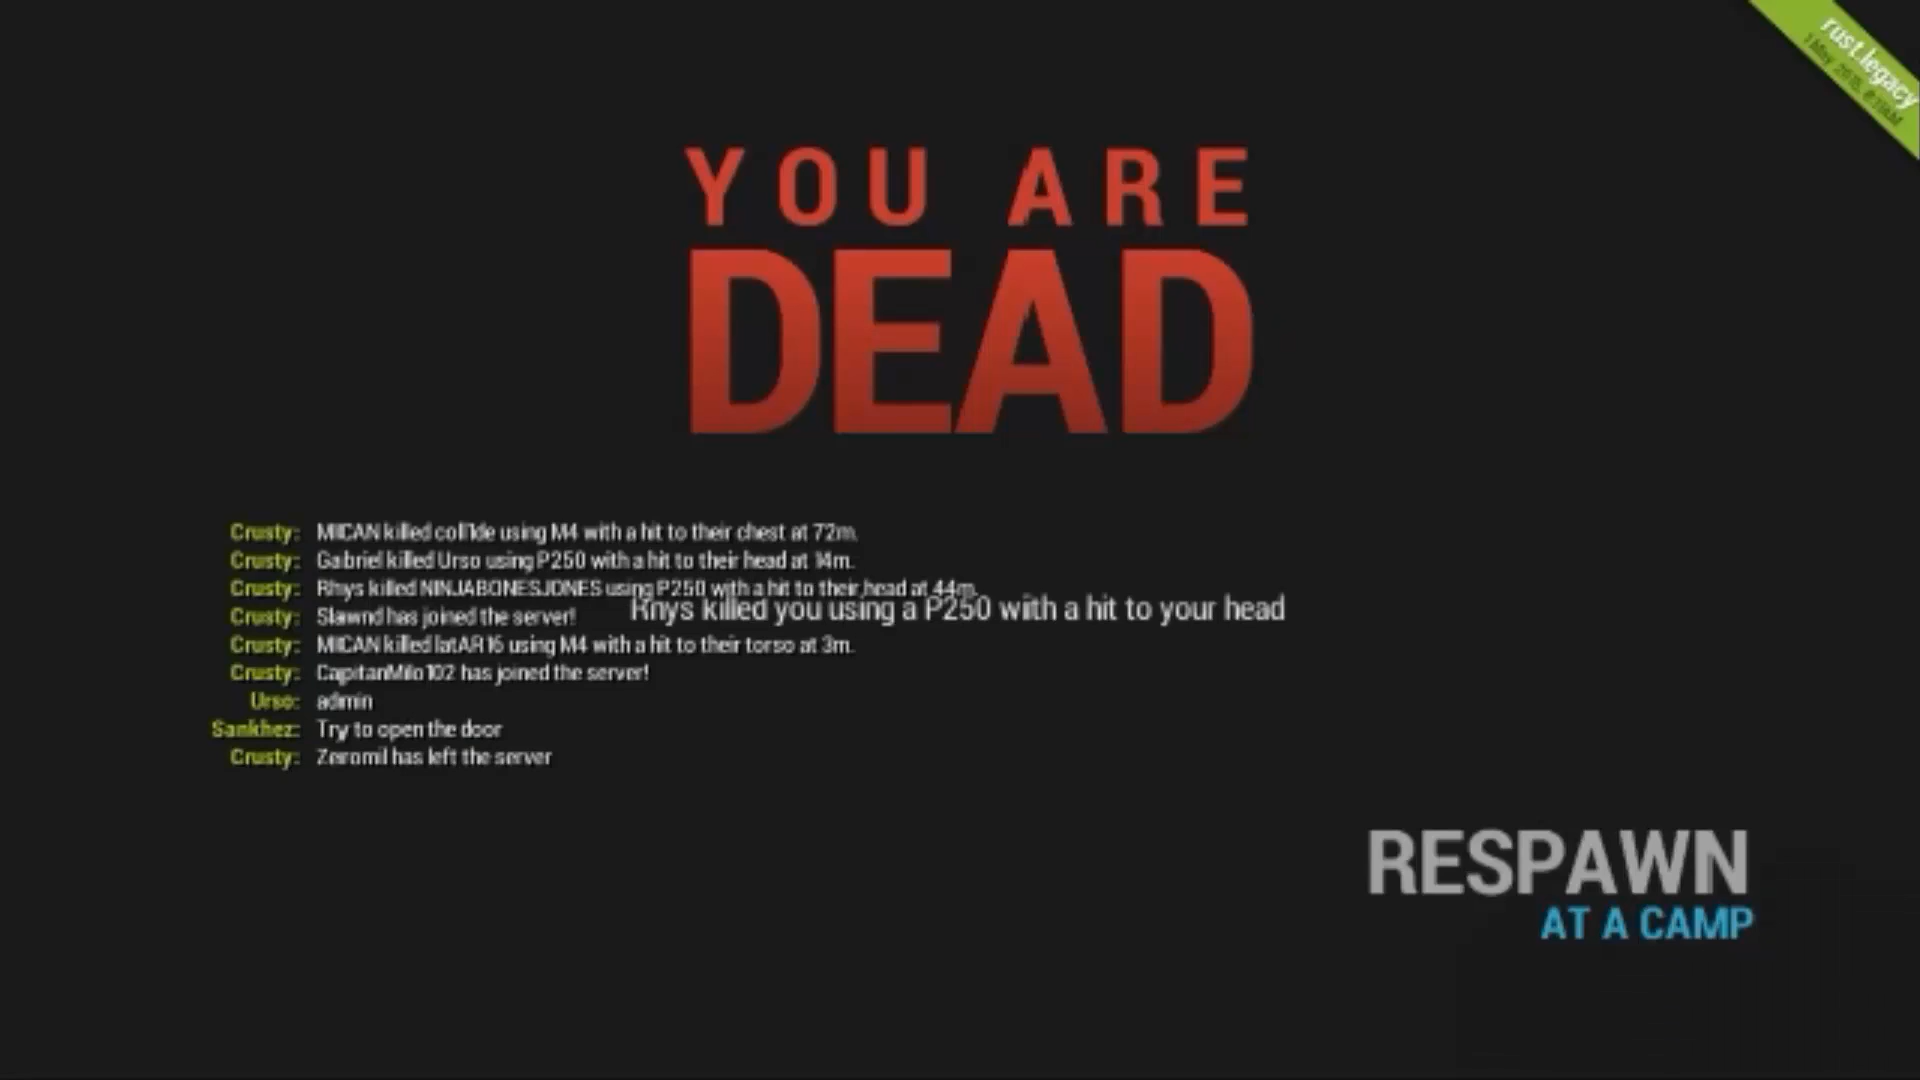 rust.legacy
YOU ARE
DEAD
Crusty: MICAN killed coll1de using M4 with a hit to their chest at 72m.
Crusty: Gabriel killed Urso using P250 with a hit to their head at 14m.
Crusty: Rhys killed NINJABONESJONES using P250 with a hit to their head at 44m.
Rhys killed you using a P250 with a hit to your head
Crusty: Slawnd has joined the server!
Crusty: MICAN killed latAR16 using M4 with a hit to their torso at 3m.
Crusty: CapitanMilo102 has joined the server!
Urso: admin
Sankhez: Try to open the door
Crusty: Zeromil has left the server
RESPAWN
AT A CAMP